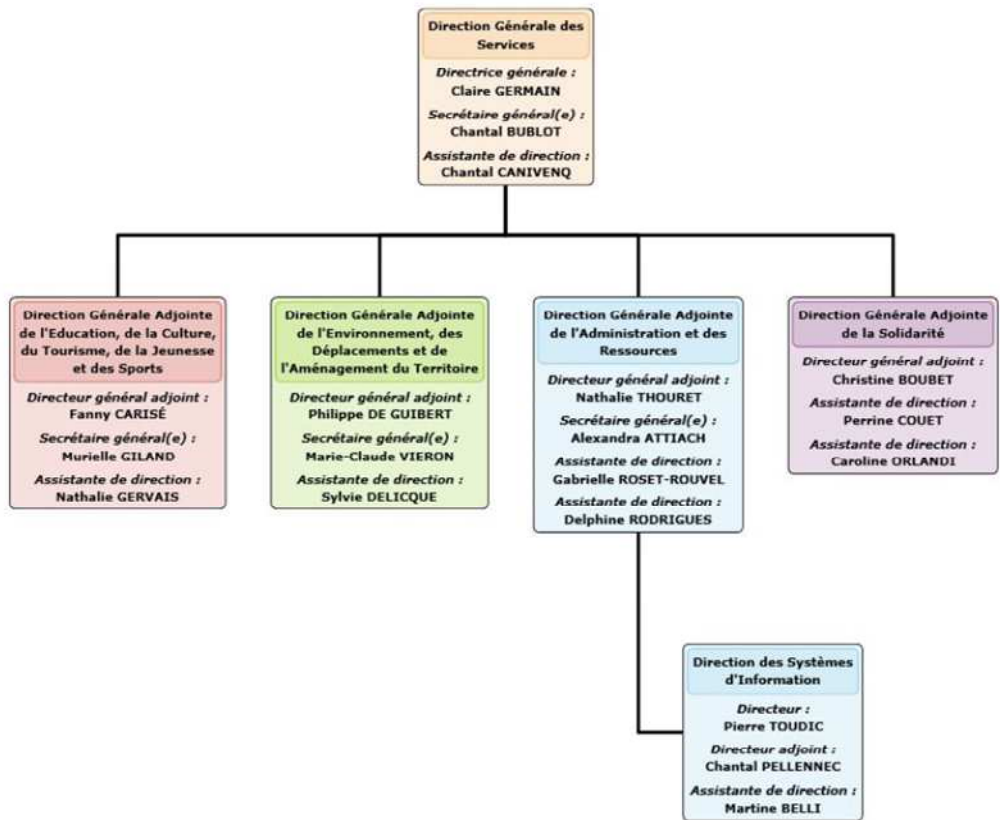 Direction Générale des
Services
Directrice générale :
Claire GERMAIN
Secrétaire général(e) :
Chantal BUBLOT
Assistante de direction :
Chantal CANIVENQ
Direction Générale Adjointe
de l'Education, de la Culture,
du Tourisme, de la Jeunesse
et des Sports
Directeur général adjoint :
Fanny CARISÉ
Secrétaire général(e) :
Murielle GILAND
Assistante de direction :
Nathalie GERVAIS
Direction Générale Adjointe
de l'Environnement, des
Déplacements et de
l'Aménagement du Territoire
Directeur général adjoint :
Philippe DE GUIBERT
Secrétaire général(e) :
Marie-Claude VIERON
Assistante de direction :
Sylvie DELICQUE
Direction Générale Adjointe
de l'Administration et des
Ressources
Directeur général adjoint :
Nathalie THOURET
Secrétaire général(e) :
Alexandra ATTIACH
Assistante de direction :
Gabrielle ROSET-ROUVEL
Assistante de direction :
Delphine RODRIGUES
Direction Générale Adjointe
de la Solidarité
Directeur général adjoint :
Christine BOUBET
Assistante de direction :
Perrine COUET
Assistante de direction :
Caroline ORLANDI
Direction des Systèmes
d'Information
Directeur :
Pierre TOUDIC
Directeur adjoint :
Chantal PELLENNEC
Assistante de direction :
Martine BELLI